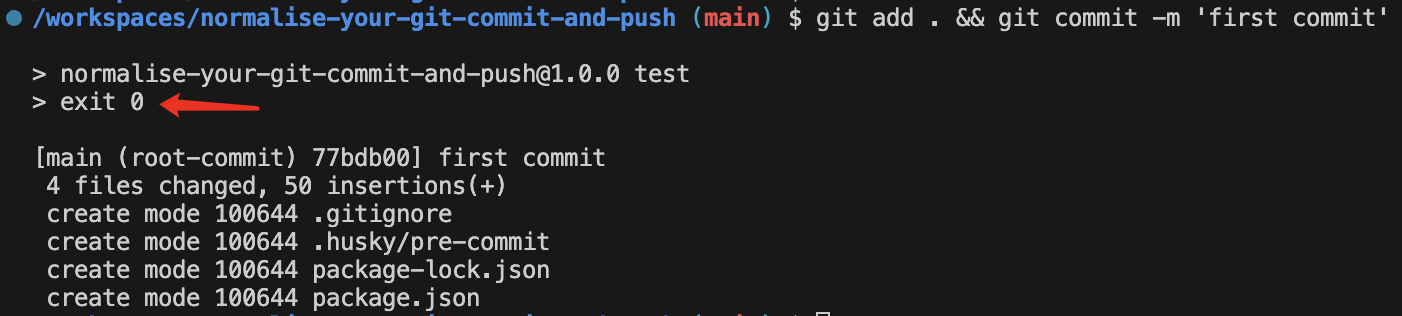 /workspaces/normalise-your-git-commit-and-push (main) $ git add . && git commit -m 'first commit'
> normalise-your-git-commit-and-push@1.0.0 test
> exit 0
[main (root-commit) 77bdb00] first commit
4 files changed, 50 insertions(+)
create mode 100644 .gitignore
create mode 100644 .husky/pre-commit
create mode 100644 package-lock.json
create mode 100644 package.json